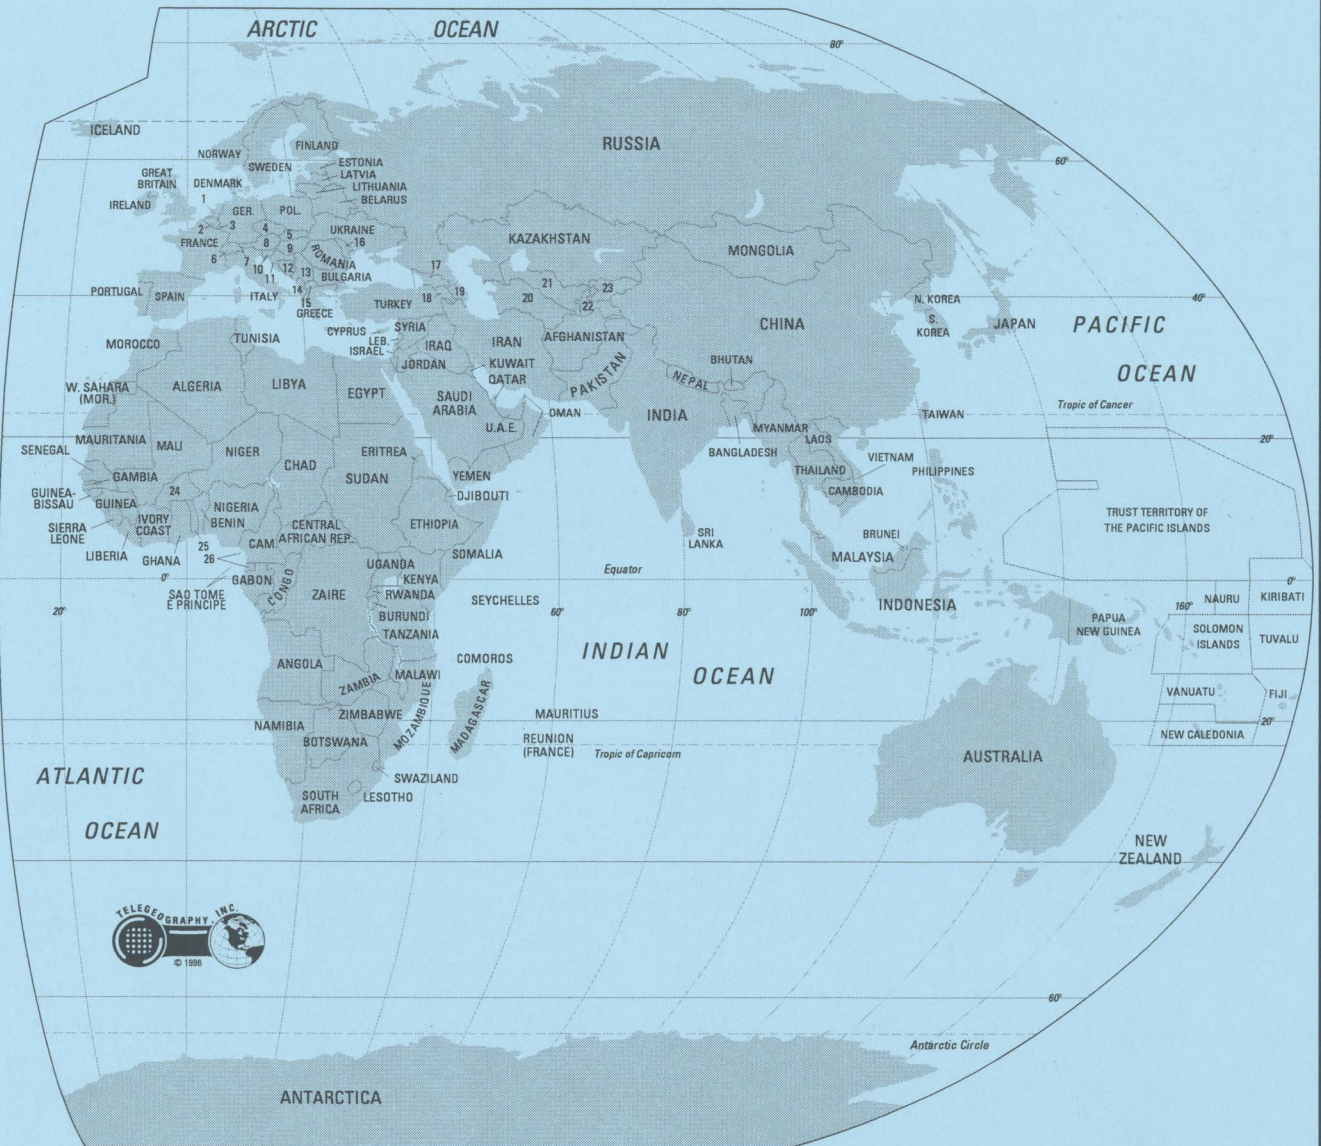 ARCTIC OCEAN
80°
ICELAND
RUSSIA
FINLAND
NORWAY
SWEDEN
ESTONIA
LATVIA
LITHUANIA
BELARUS
60°
GREAT
BRITAIN
DENMARK
1
IRELAND
GER.
POL.
2
3
4
5
UKRAINE
16
FRANCE
8
9
6
7
10
11
12
13
ROMANIA
BULGARIA
KAZAKHSTAN
MONGOLIA
17
18
19
20
21
22
23
PORTUGAL
SPAIN
ITALY
14
15
GREECE
TURKEY
N. KOREA
S.
KOREA
JAPAN
40°
PACIFIC
OCEAN
CHINA
CYPRUS
SYRIA
LEB.
ISRAEL
IRAQ
JORDAN
IRAN
AFGHANISTAN
KUWAIT
QATAR
PAKISTAN
NEPAL
BHUTAN
MOROCCO
TUNISIA
W. SAHARA
(MOR.)
ALGERIA
LIBYA
EGYPT
SAUDI
ARABIA
OMAN
U.A.E.
INDIA
TAIWAN
Tropic of Cancer
20°
MAURITANIA
SENEGAL
MALI
NIGER
CHAD
ERITREA
SUDAN
YEMEN
DJIBOUTI
BANGLADESH
MYANMAR
LAOS
THAILAND
VIETNAM
CAMBODIA
PHILIPPINES
GAMBIA
GUINEA-
BISSAU
GUINEA
24
NIGERIA
BENIN
IVORY
COAST
SIERRA
LEONE
LIBERIA
GHANA
25
26
CAM.
CENTRAL
AFRICAN REP.
ETHIOPIA
SOMALIA
SRI
LANKA
BRUNEI
MALAYSIA
TRUST TERRITORY OF
THE PACIFIC ISLANDS
UGANDA
KENYA
RWANDA
BURUNDI
TANZANIA
GABON
CONGO
ZAIRE
SAO TOME
E PRINCIPE
0°
Equator
0°
20°
SEYCHELLES
60°
80°
100°
INDONESIA
PAPUA
NEW GUINEA
160°
NAURU
KIRIBATI
SOLOMON
ISLANDS
TUVALU
INDIAN
OCEAN
ANGOLA
ZAMBIA
MALAWI
COMOROS
MOZAMBIQUE
MADAGASCAR
ZIMBABWE
NAMIBIA
BOTSWANA
MAURITIUS
REUNION
(FRANCE)
Tropic of Capricorn
VANUATU
FIJI
20°
NEW CALEDONIA
AUSTRALIA
ATLANTIC
OCEAN
SWAZILAND
LESOTHO
SOUTH
AFRICA
NEW
ZEALAND
TELEGEOGRAPHY, INC.
© 1996
60°
Antarctic Circle
ANTARCTICA